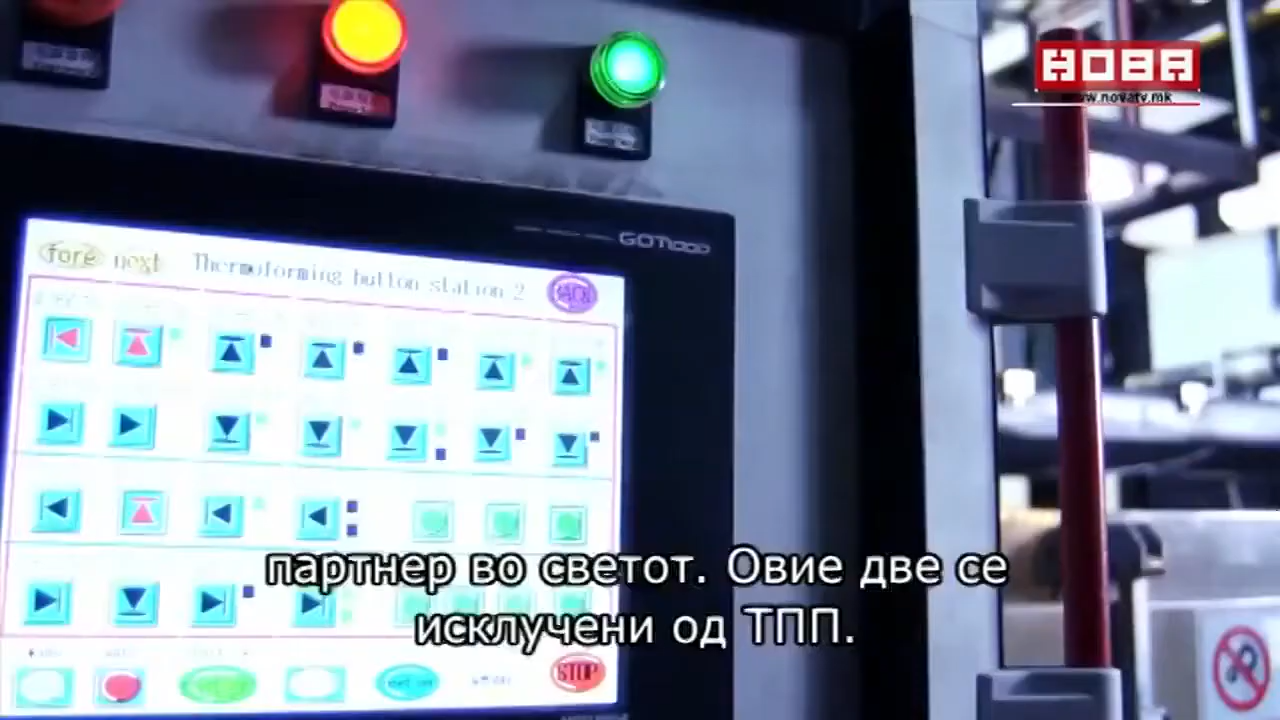 НОВА
www.novatv.mk
GOT1000
fore next Thermoforming button station 2
STOP
партнер во светот. Овие две се
исклучени од ТПП.